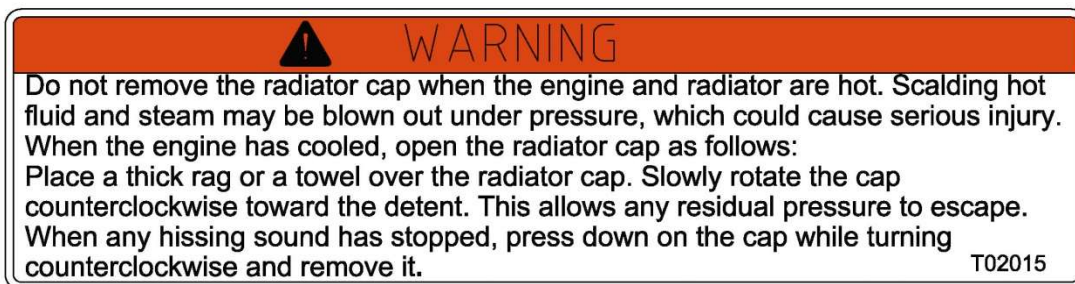 WARNING
Do not remove the radiator cap when the engine and radiator are hot. Scalding hot
fluid and steam may be blown out under pressure, which could cause serious injury.
When the engine has cooled, open the radiator cap as follows:
Place a thick rag or a towel over the radiator cap. Slowly rotate the cap
counterclockwise toward the detent. This allows any residual pressure to escape.
When any hissing sound has stopped, press down on the cap while turning
counterclockwise and remove it.
T02015